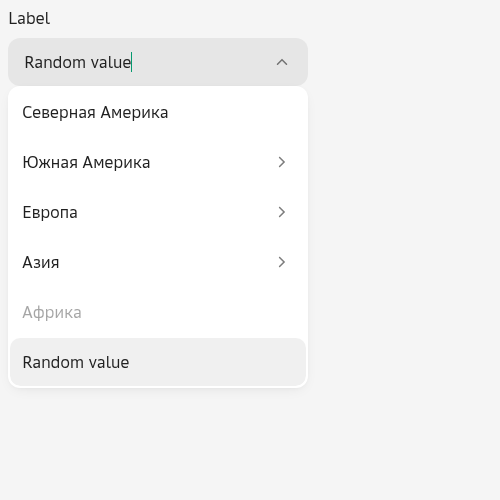 Label
Random value
Северная Америка
Южная Америка
Европа
Азия
Африка
Random value